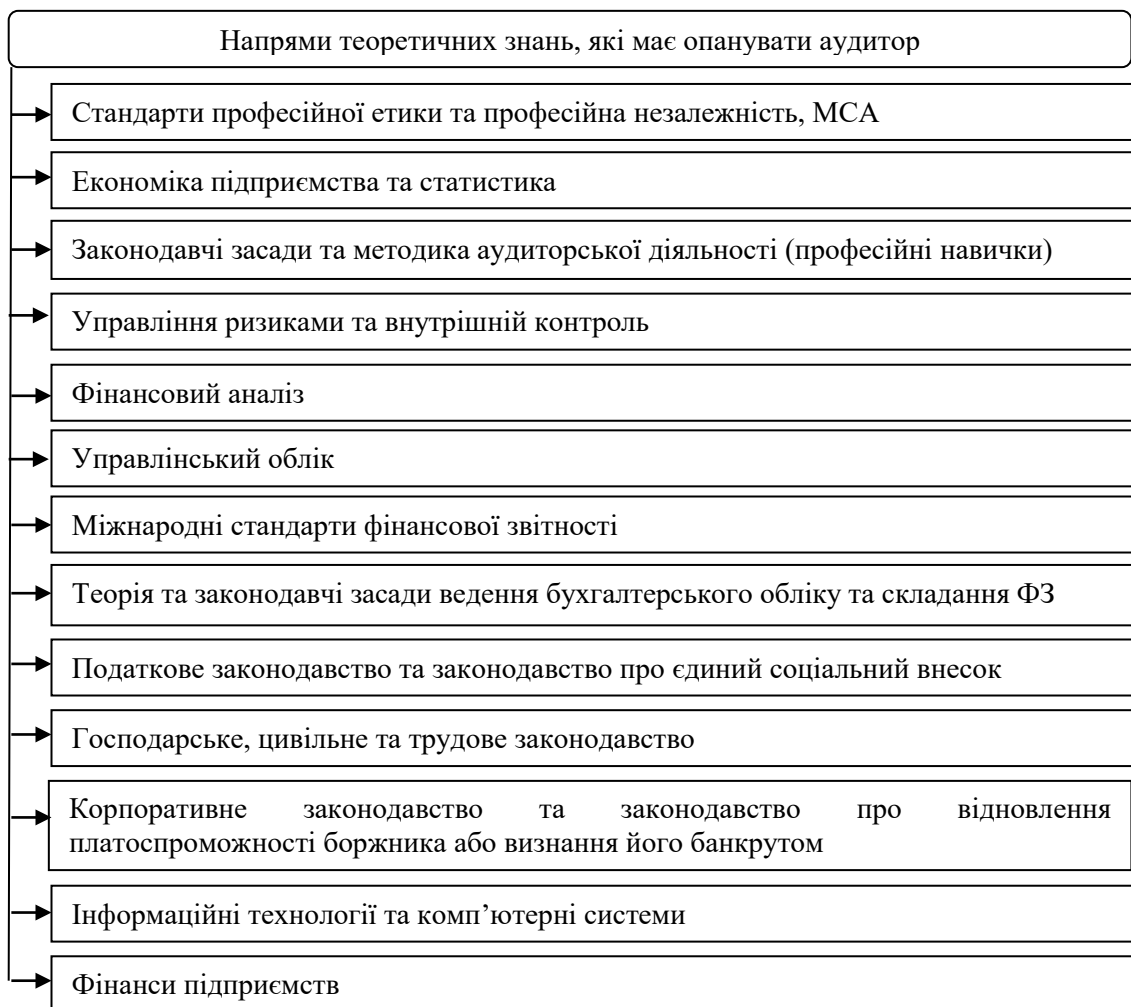 Напрями теоретичних знань, які має опанувати аудитор
Стандарти професійної етики та професійна незалежність, МСА
Економіка підприємства та статистика
Законодавчі засади та методика аудиторської діяльності (професійні навички)
Управління ризиками та внутрішній контроль
Фінансовий аналіз
Управлінський облік
Міжнародні стандарти фінансової звітності
Теорія та законодавчі засади ведення бухгалтерського обліку та складання ФЗ
Податкове законодавство та законодавство про єдиний соціальний внесок
Господарське, цивільне та трудове законодавство
Корпоративне законодавство та законодавство про відновлення
платоспроможності боржника або визнання його банкрутом
Інформаційні технології та комп’ютерні системи
Фінанси підприємств